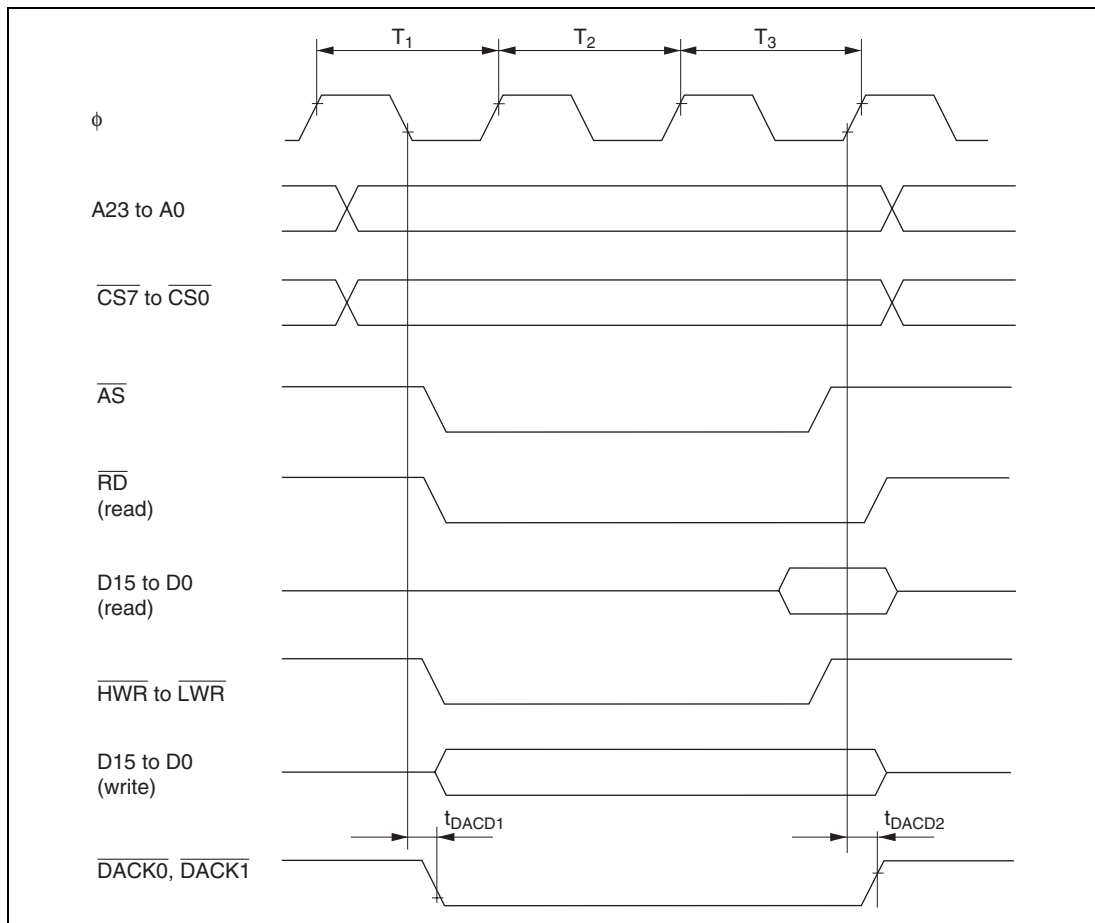 T1 T2 T3
ϕ
A23 to A0
CS7 to CS0
AS
RD
(read)
D15 to D0
(read)
HWR to LWR
D15 to D0
(write)
tDACD1 tDACD2
DACK0, DACK1